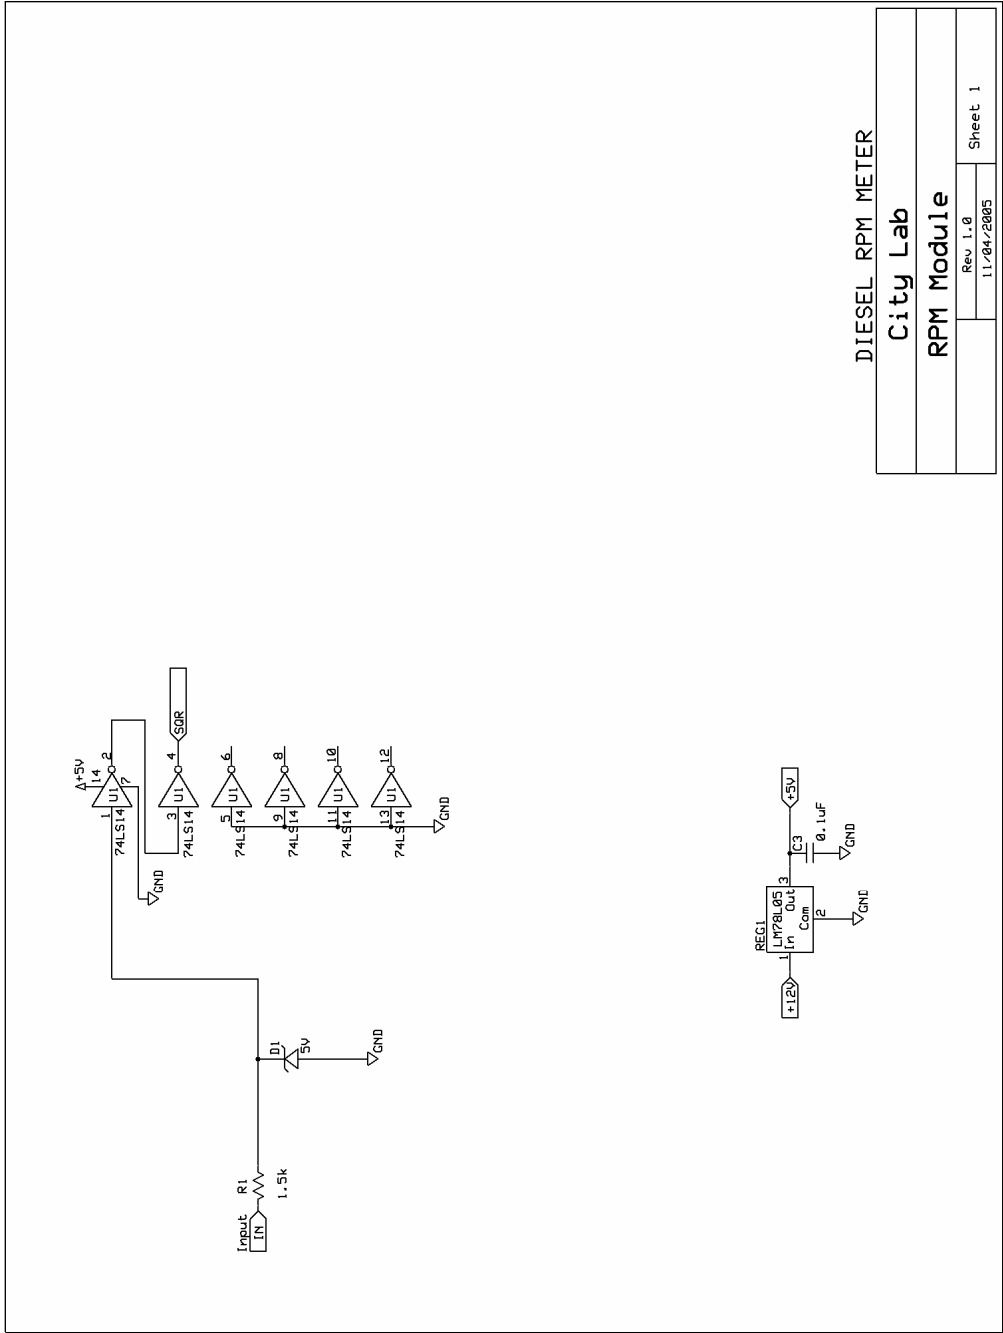 +5V
14
1
2
U1
7
74LS14
GND
3
4
U1
74LS14
SQR
5
6
U1
74LS14
9
8
U1
74LS14
11
10
U1
74LS14
13
12
U1
74LS14
GND
Input
IN
R1
1.5k
D1
5V
GND
REG1
LM78L05
In
Out
Com
1
3
2
+12V
+5V
C3
0.1uF
GND
GND
DIESEL RPM METER
City Lab
RPM Module
Rev 1.0
11/04/2005
Sheet 1